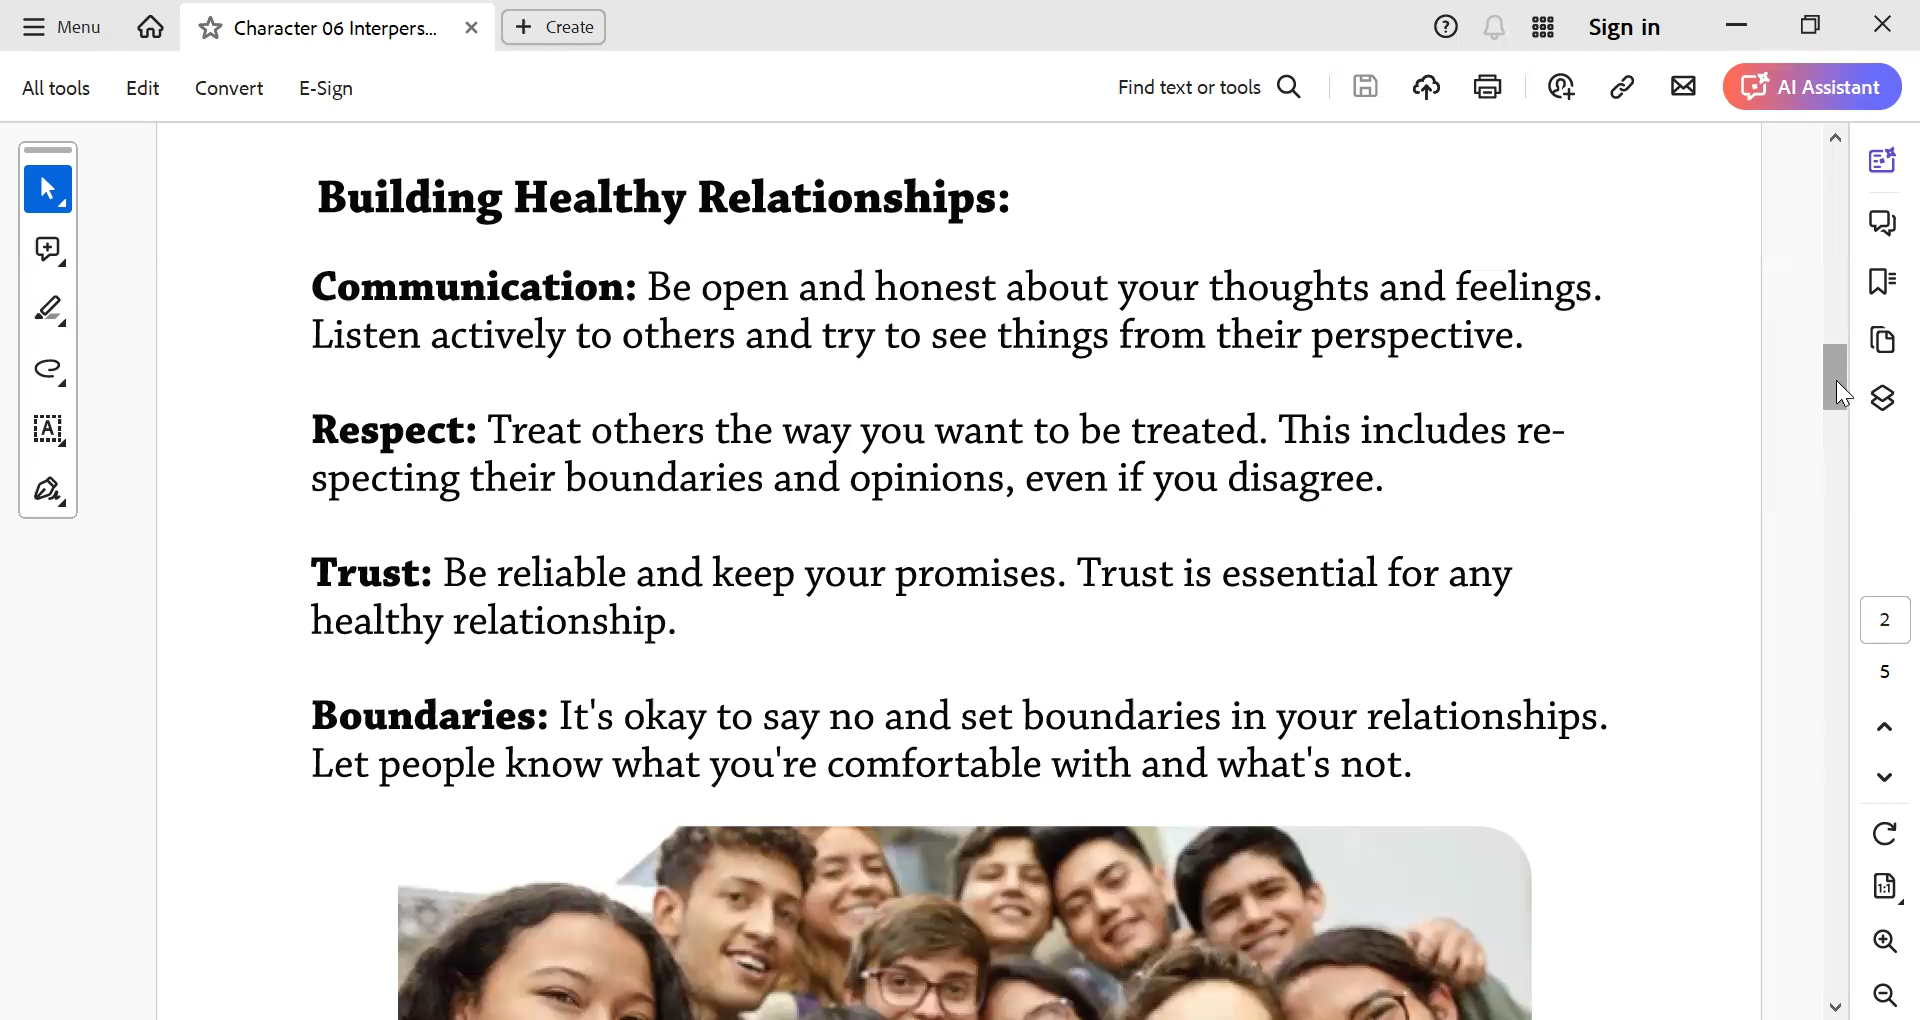 Menu
Character 06 Interpers...
Create
Sign in
All tools
Edit
Convert
E-Sign
Find text or tools
AI Assistant
Building Healthy Relationships:
Communication: Be open and honest about your thoughts and feelings.
Listen actively to others and try to see things from their perspective.
Respect: Treat others the way you want to be treated. This includes re-
specting their boundaries and opinions, even if you disagree.
Trust: Be reliable and keep your promises. Trust is essential for any
healthy relationship.
Boundaries: It's okay to say no and set boundaries in your relationships.
Let people know what you're comfortable with and what's not.
2
5
1:1